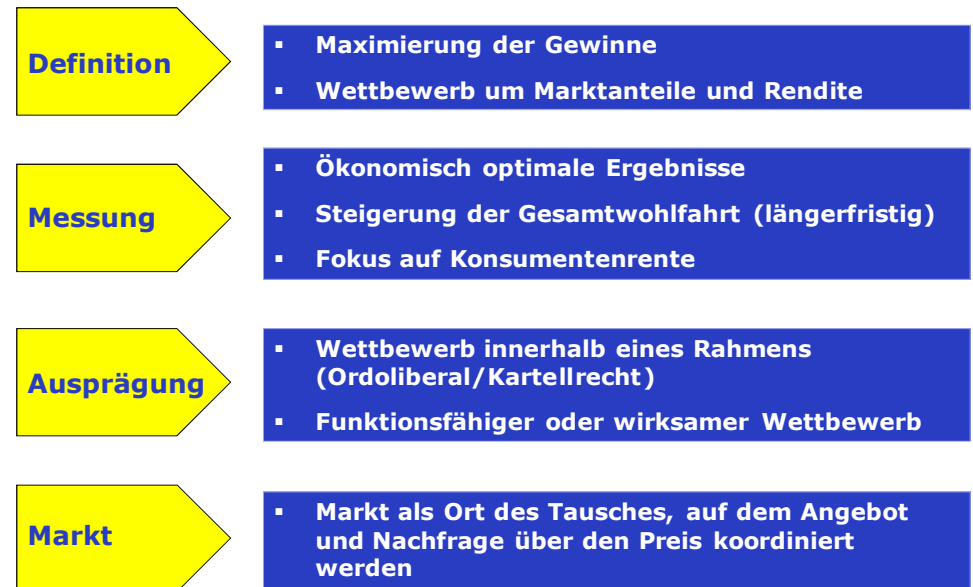 Definition
▪ Maximierung der Gewinne
▪ Wettbewerb um Marktanteile und Rendite
Messung
▪ Ökonomisch optimale Ergebnisse
▪ Steigerung der Gesamtwohlfahrt (längerfristig)
▪ Fokus auf Konsumentenrente
Ausprägung
▪ Wettbewerb innerhalb eines Rahmens
(Ordoliberal/Kartellrecht)
▪ Funktionsfähiger oder wirksamer Wettbewerb
Markt
▪ Markt als Ort des Tausches, auf dem Angebot
und Nachfrage über den Preis koordiniert
werden